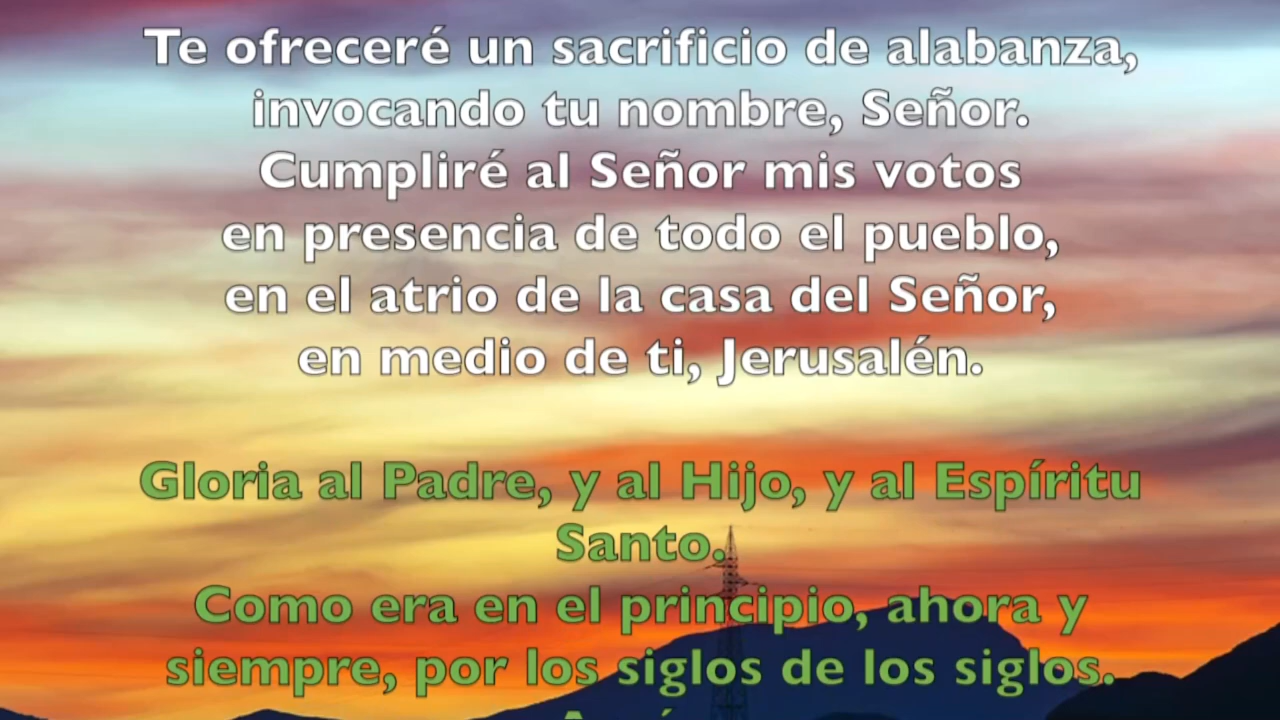 Te ofreceré un sacrificio de alabanza,
invocando tu nombre, Señor.
Cumpliré al Señor mis votos
en presencia de todo el pueblo,
en el atrio de la casa del Señor,
en medio de ti, Jerusalén.
Gloria al Padre, y al Hijo, y al Espíritu
Santo.
Como era en el principio, ahora y
siempre, por los siglos de los siglos.